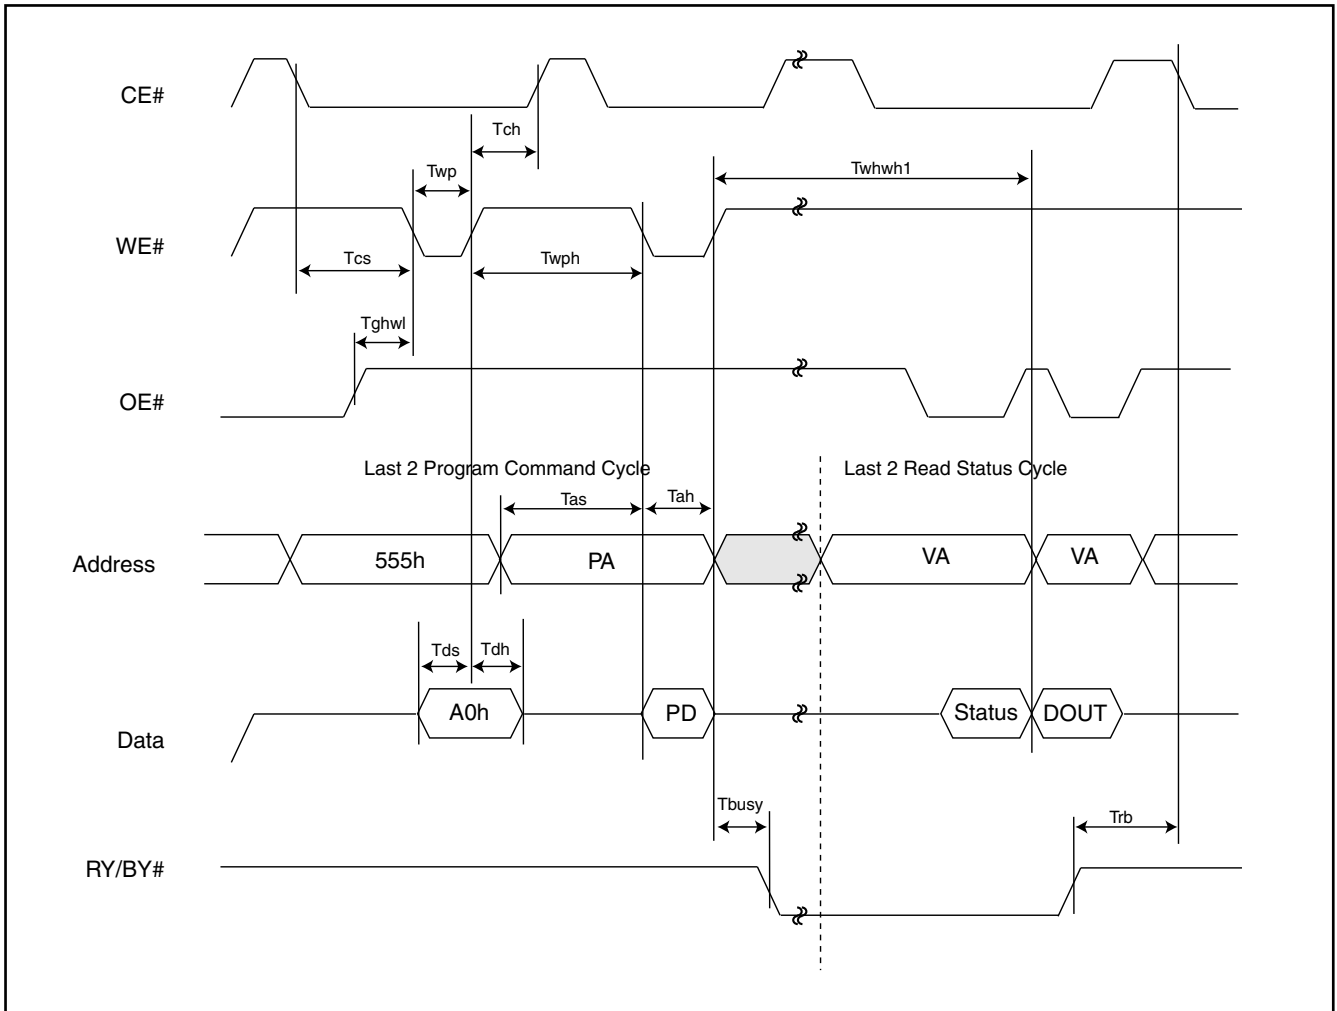 CE#
Tch
Twp
Twhwh1
WE#
Tcs
Twph
Tghwl
OE#
Last 2 Program Command Cycle
Last 2 Read Status Cycle
Tas
Tah
Address
555h
PA
VA
VA
Tds
Tdh
A0h
PD
Status
DOUT
Data
Tbusy
Trb
RY/BY#